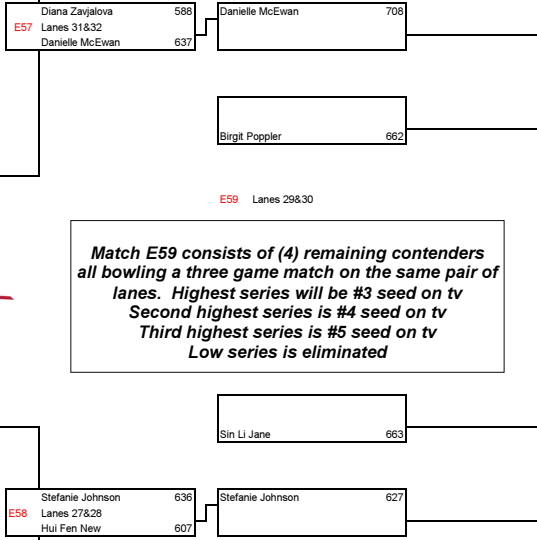 Diana Zavjalova 588
E57 Lanes 31&32
Danielle McEwan 637
Danielle McEwan 708
Birgit Poppler 662
E59 Lanes 29&30
Match E59 consists of (4) remaining contenders
all bowling a three game match on the same pair of
lanes. Highest series will be #3 seed on tv
Second highest series is #4 seed on tv
Third highest series is #5 seed on tv
Low series is eliminated
Sin Li Jane 663
Stefanie Johnson 636
E58 Lanes 27&28
Hui Fen New 607
Stefanie Johnson 627